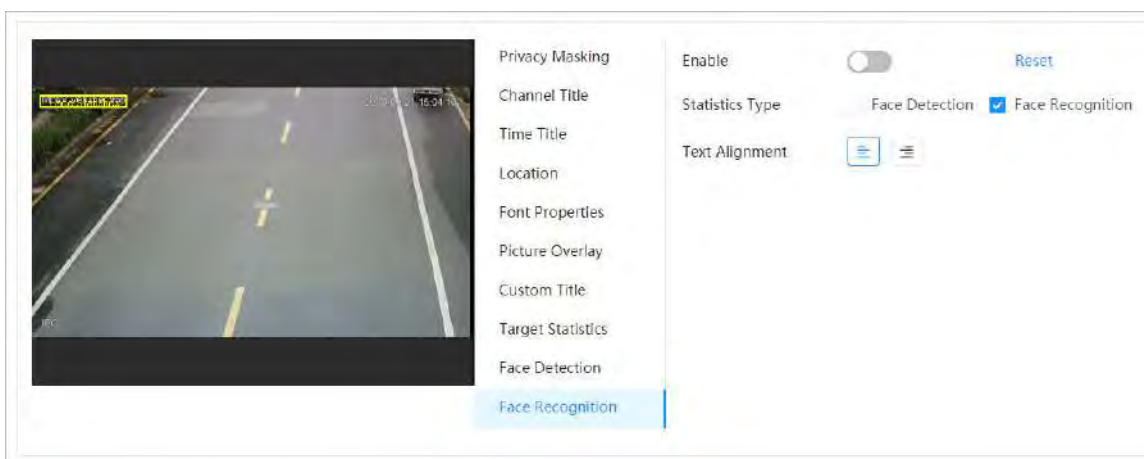 Privacy Masking
Channel Title
Time Title
Location
Font Properties
Picture Overlay
Custom Title
Target Statistics
Face Detection
Face Recognition
Enable Reset
Statistics Type Face Detection Face Recognition
Text Alignment
IPC